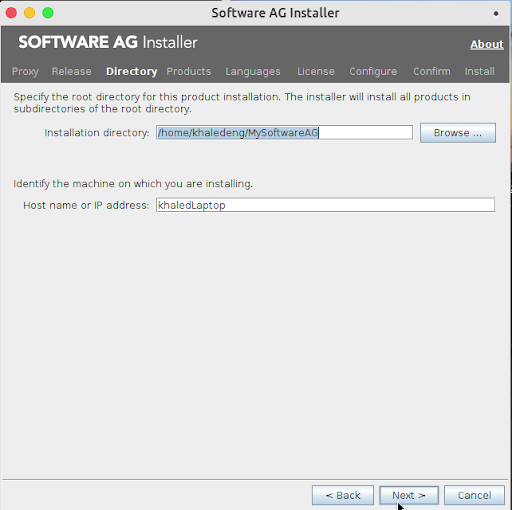 Software AG Installer
SOFTWARE AG Installer
About
Proxy Release Directory Products Languages License Configure Confirm Install
Specify the root directory for this product installation. The installer will install all products in
subdirectories of the root directory.
Installation directory: /home/khaledeng/MySoftwareAG Browse ...
Identify the machine on which you are installing.
Host name or IP address: khaledLaptop
< Back Next > Cancel